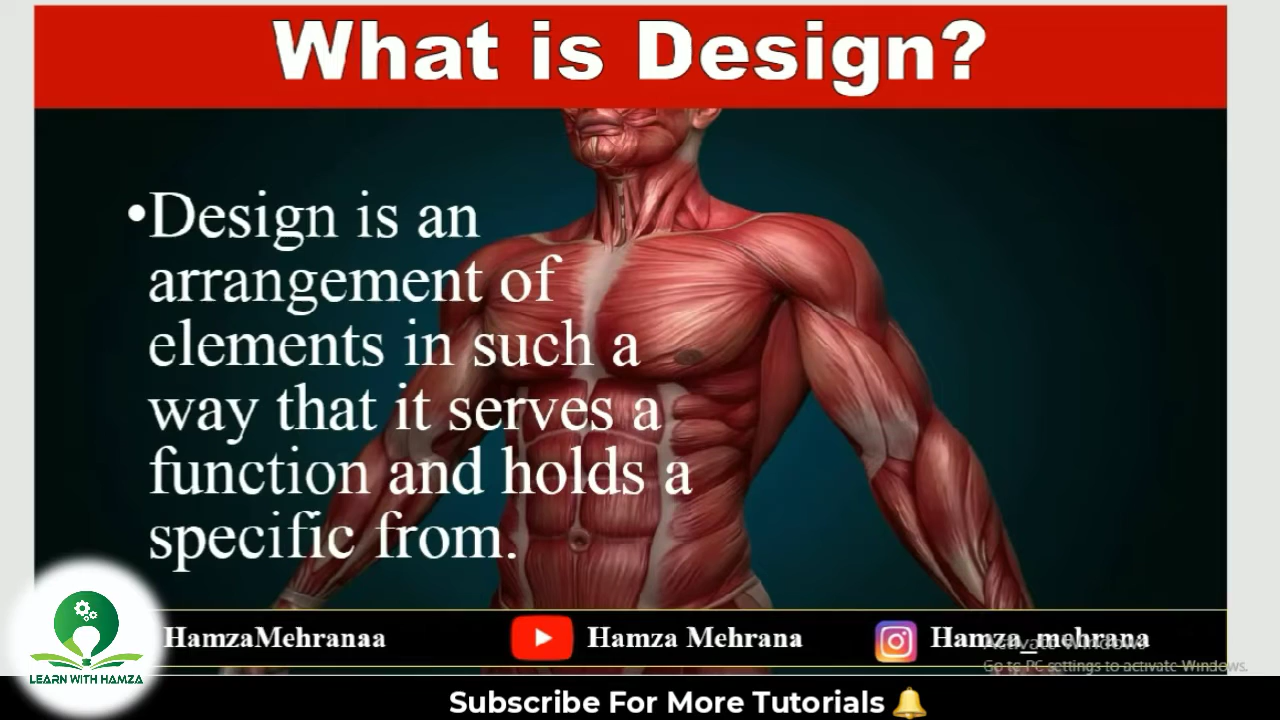 What is Design?
•Design is an
arrangement of
elements in such a
way that it serves a
function and holds a
specific from.
HamzaMehranaa
Hamza Mehrana
Hamza_mehrana
Activate Windows
Go to PC settings to activate Windows.
LEARN WITH HAMZA
Subscribe For More Tutorials